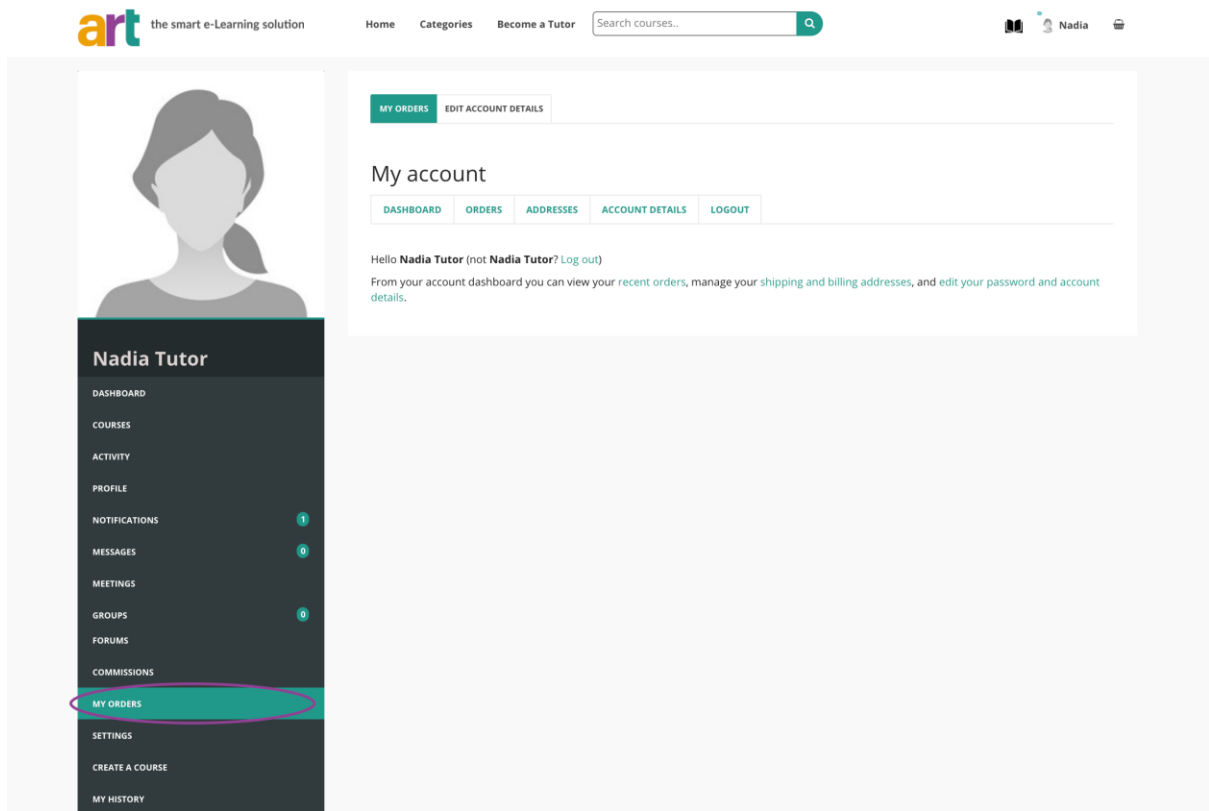 art the smart e-Learning solution
Home Categories Become a Tutor Search courses.. Nadia
MY ORDERS EDIT ACCOUNT DETAILS
My account
DASHBOARD ORDERS ADDRESSES ACCOUNT DETAILS LOGOUT
Hello Nadia Tutor (not Nadia Tutor? Log out)
From your account dashboard you can view your recent orders, manage your shipping and billing addresses, and edit your password and account
details.
Nadia Tutor
DASHBOARD
COURSES
ACTIVITY
PROFILE
NOTIFICATIONS 1
MESSAGES 0
MEETINGS
GROUPS 0
FORUMS
COMMISSIONS
MY ORDERS
SETTINGS
CREATE A COURSE
MY HISTORY